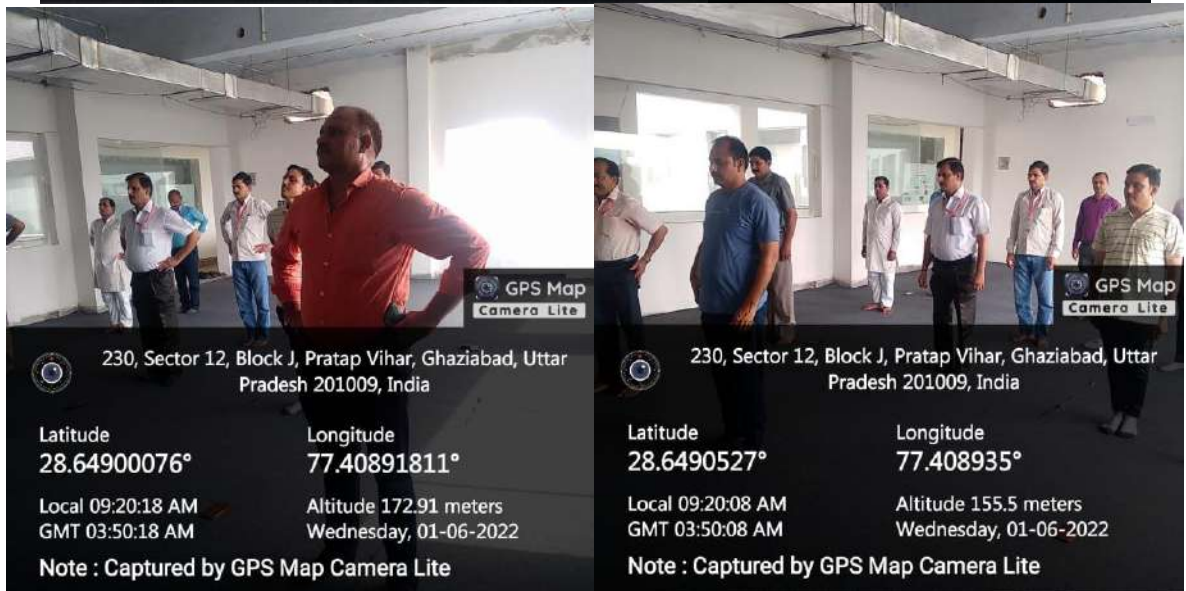 GPS Map
Camera Lite
230, Sector 12, Block J, Pratap Vihar, Ghaziabad, Uttar
Pradesh 201009, India
Latitude
28.64900076°
Longitude
77.40891811°
Local 09:20:18 AM
GMT 03:50:18 AM
Altitude 172.91 meters
Wednesday, 01-06-2022
Note : Captured by GPS Map Camera Lite
GPS Map
Camera Lite
230, Sector 12, Block J, Pratap Vihar, Ghaziabad, Uttar
Pradesh 201009, India
Latitude
28.6490527°
Longitude
77.408935°
Local 09:20:08 AM
GMT 03:50:08 AM
Altitude 155.5 meters
Wednesday, 01-06-2022
Note : Captured by GPS Map Camera Lite